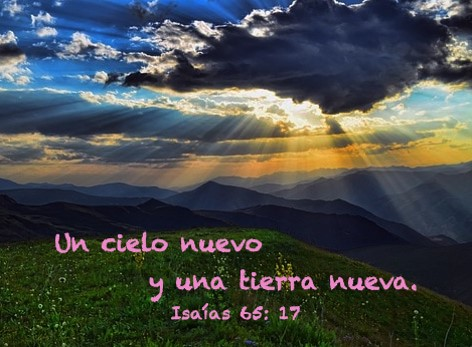 Un cielo nuevo
y una tierra nueva.
Isaías 65: 17